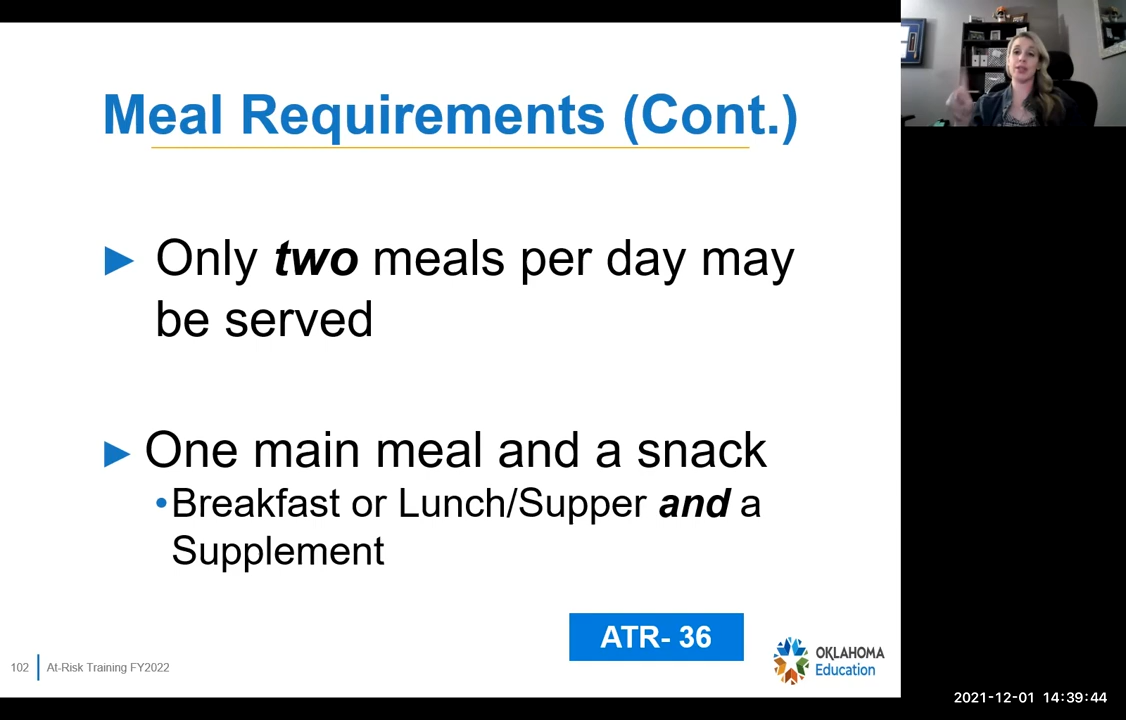 Meal Requirements (Cont.)
► Only two meals per day may
be served
► One main meal and a snack
•Breakfast or Lunch/Supper and a
Supplement
ATR- 36
102
At-Risk Training FY2022
OKLAHOMA
Education
2021-12-01 14:39:44